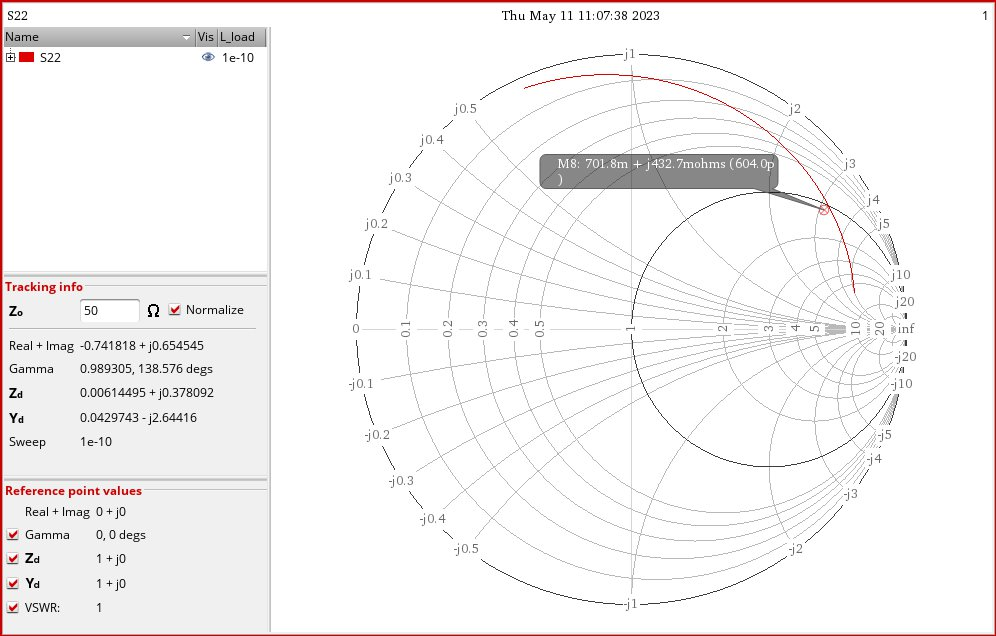 S22
Thu May 11 11:07:38 2023
1
Name Vis L_load
S22 1e-10
Tracking info
Zo 50 Ω Normalize
Real + Imag -0.741818 + j0.654545
Gamma 0.989305, 138.576 degs
Zd 0.00614495 + j0.378092
Yd 0.0429743 - j2.64416
Sweep 1e-10
Reference point values
Real + Imag 0 + j0
Gamma 0, 0 degs
Zd 1 + j0
Yd 1 + j0
VSWR: 1
j1
j0.5 j2
j0.4
j0.3 j3
M8: 701.8m + j432.7mohms (604.0p
)
j4
j0.2 j5
j0.1 j10
j20
0 0.1 0.2 0.3 0.4 0.5 1 2 3 4 5 10 20 inf
-j20
-j0.1 -j10
-j0.2 -j5
-j4
-j0.3 -j3
-j0.4
-j0.5 -j2
-j1